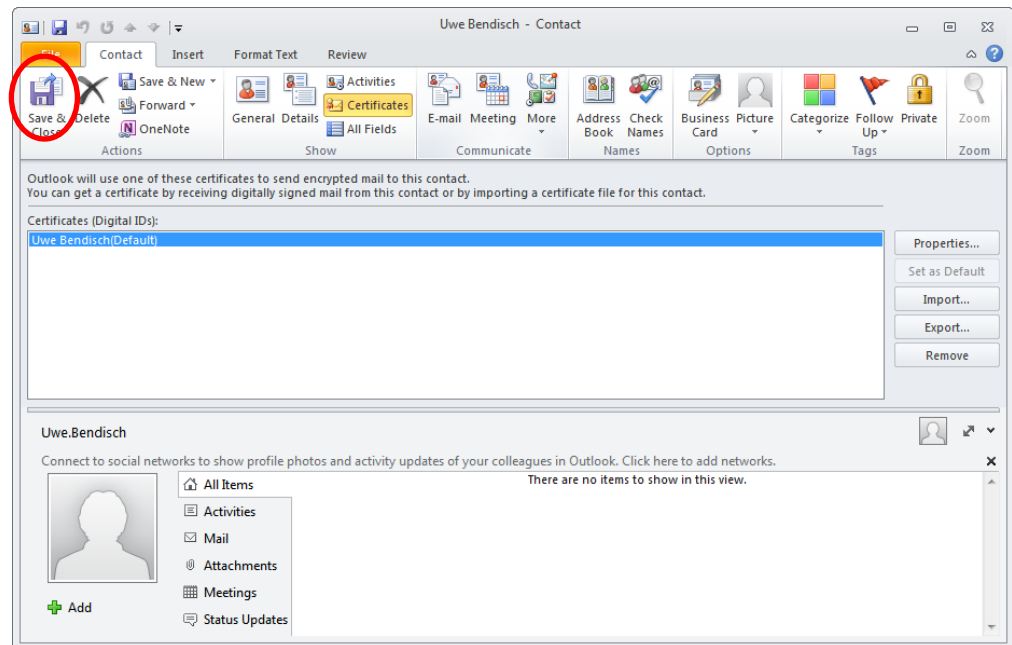 Uwe Bendisch - Contact
File Contact Insert Format Text Review
Save & Close
Delete
Save & New
Forward
OneNote
Actions
General
Details
Activities
Certificates
All Fields
Show
E-mail
Meeting
More
Communicate
Address Book
Check Names
Names
Business Card
Picture
Options
Categorize
Follow Up
Private
Tags
Zoom
Zoom
Outlook will use one of these certificates to send encrypted mail to this contact.
You can get a certificate by receiving digitally signed mail from this contact or by importing a certificate file for this contact.
Certificates (Digital IDs):
Uwe Bendisch(Default)
Properties...
Set as Default
Import...
Export...
Remove
Uwe.Bendisch
Connect to social networks to show profile photos and activity updates of your colleagues in Outlook. Click here to add networks.
All Items
There are no items to show in this view.
Activities
Mail
Attachments
Meetings
Status Updates
Add